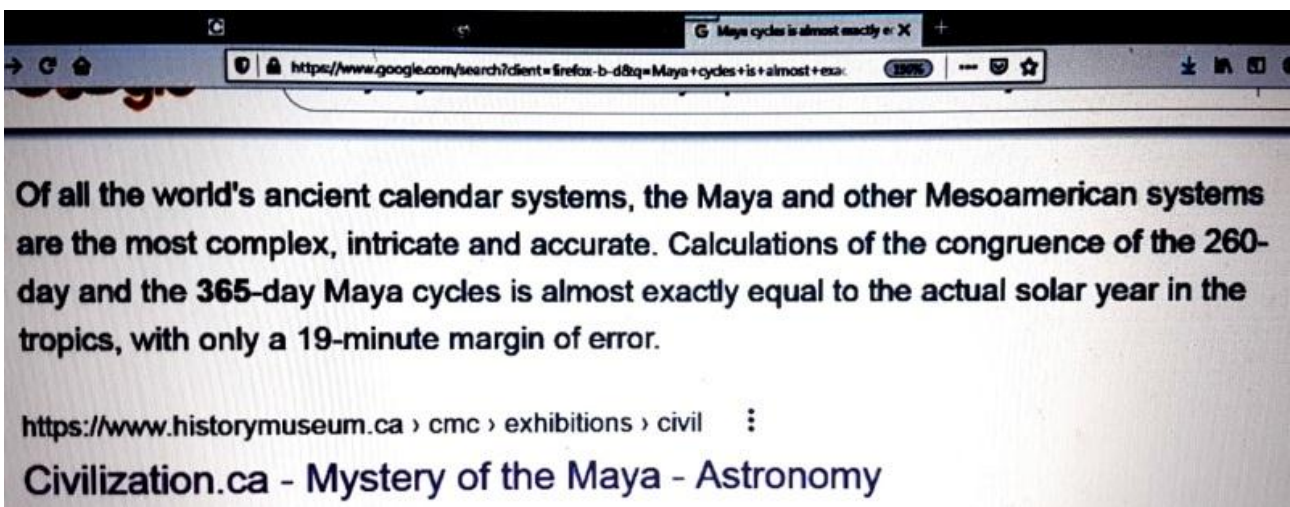 G Maya cycles is almost exactly e
https://www.google.com/search?client=firefox-b-d&q=Maya+cycles+is+almost+exa
Of all the world's ancient calendar systems, the Maya and other Mesoamerican systems
are the most complex, intricate and accurate. Calculations of the congruence of the 260-
day and the 365-day Maya cycles is almost exactly equal to the actual solar year in the
tropics, with only a 19-minute margin of error.
https://www.historymuseum.ca › cmc › exhibitions › civil
Civilization.ca - Mystery of the Maya - Astronomy